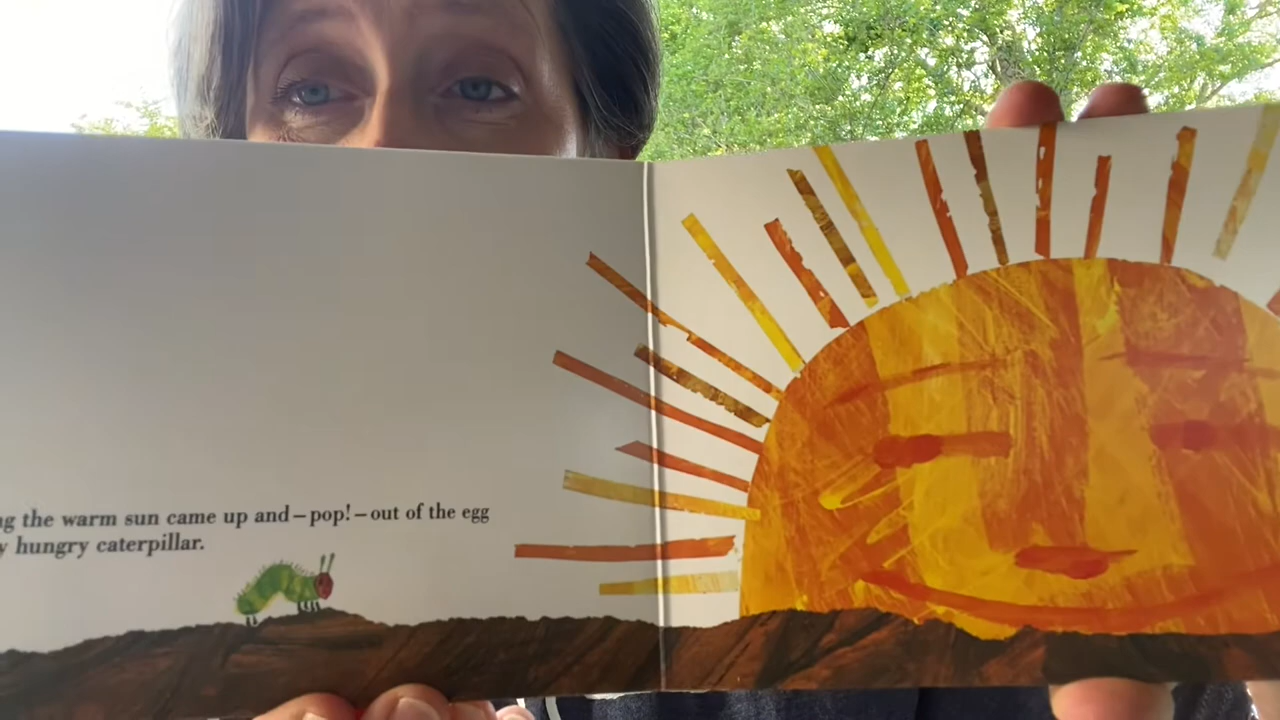 the warm sun came up and–pop!–out of the egg
hungry caterpillar.